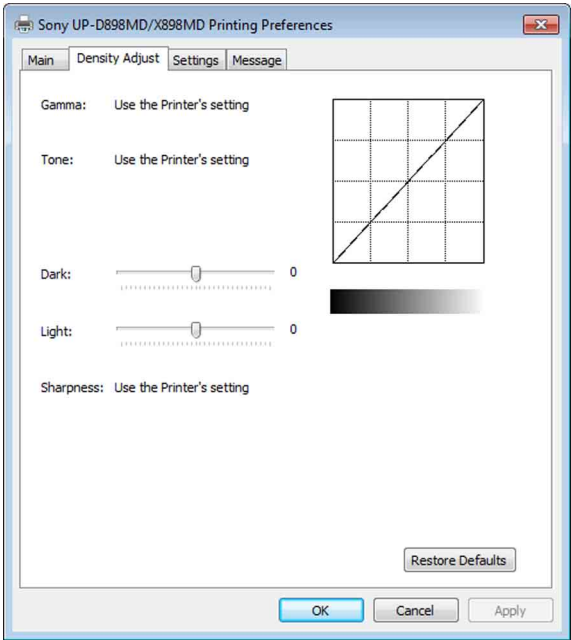 Sony UP-D898MD/X898MD Printing Preferences
Main Density Adjust Settings Message
Gamma: Use the Printer's setting
Tone: Use the Printer's setting
Dark: 0
Light: 0
Sharpness: Use the Printer's setting
Restore Defaults
OK Cancel Apply